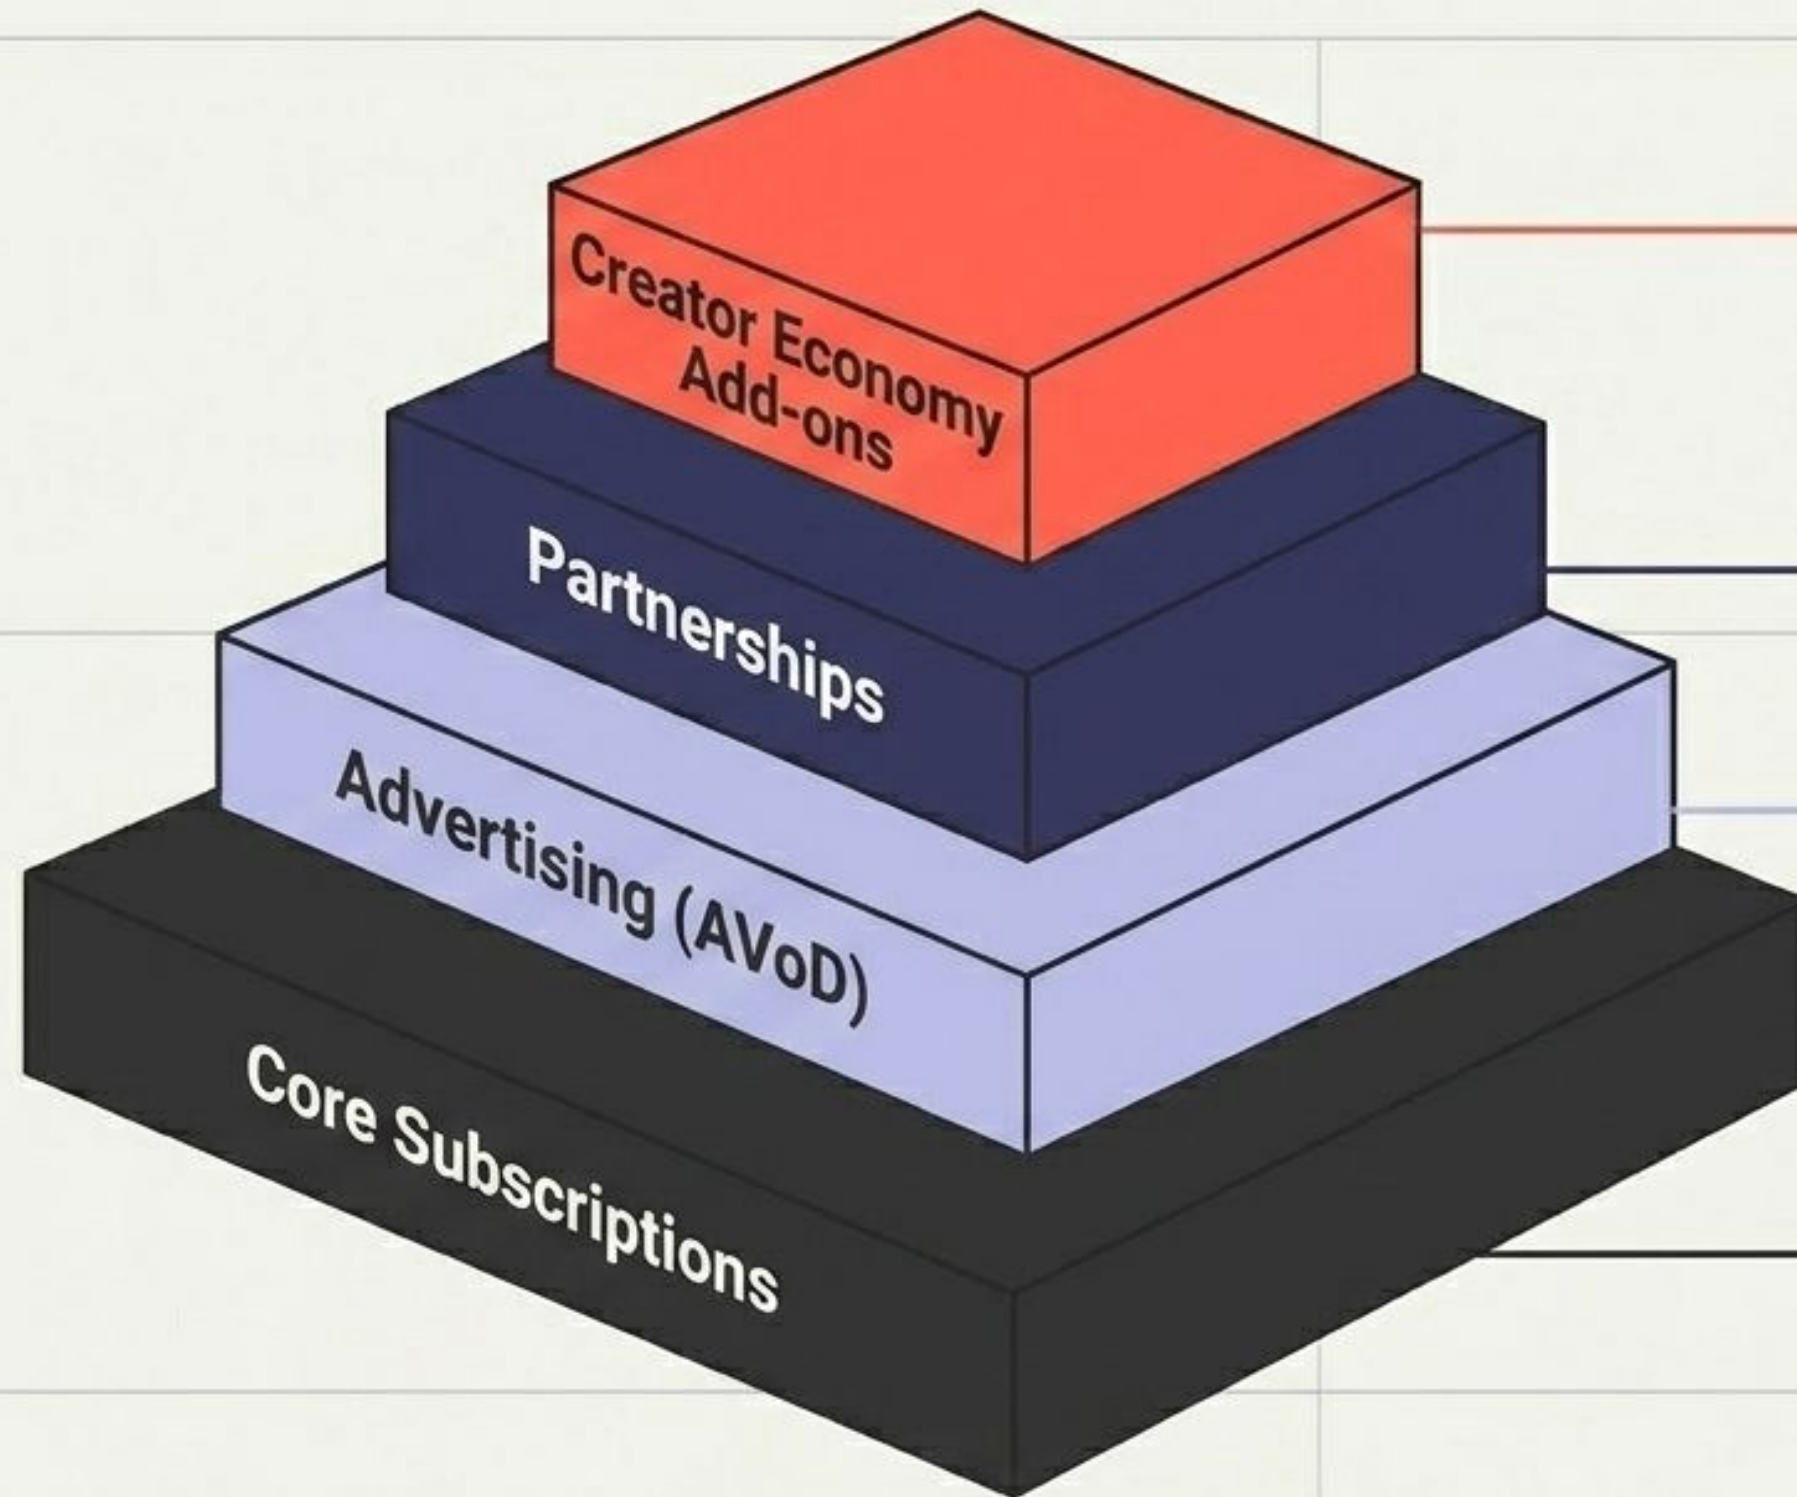 Creator Economy
Add-ons
Partnerships
Advertising (AVoD)
Core Subscriptions